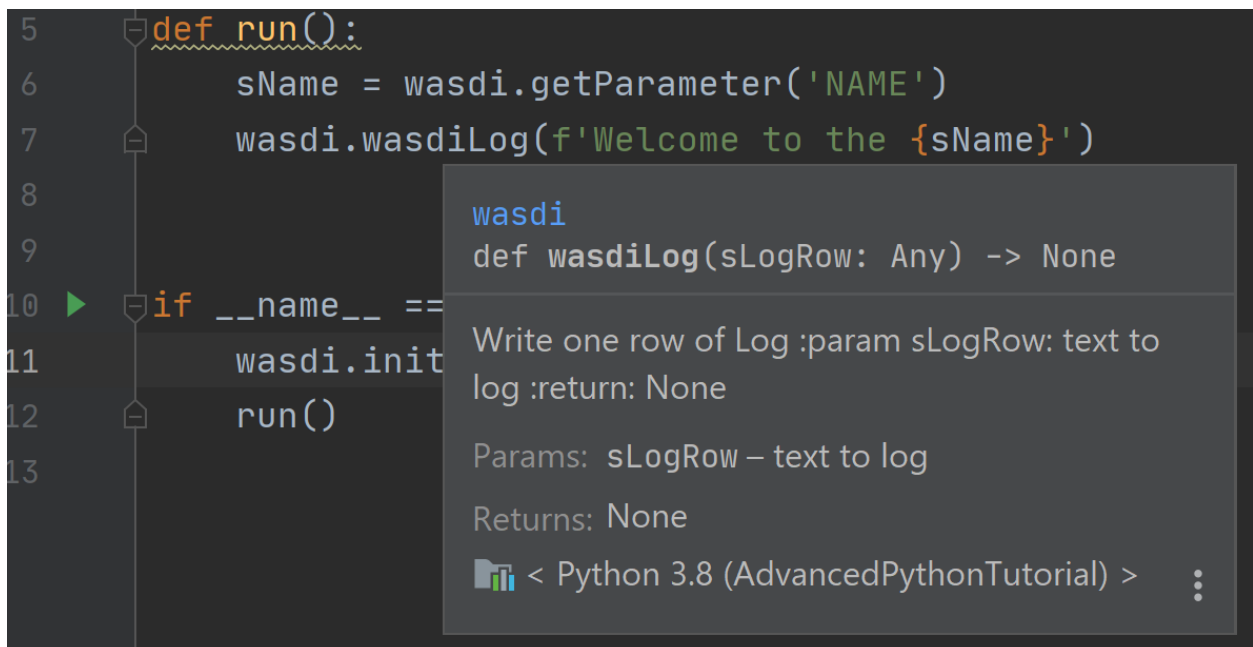 5 def run():
6 sName = wasdi.getParameter('NAME')
7 wasdi.wasdiLog(f'Welcome to the {sName}')
8
9
10 if __name__ ==
11 wasdi.init
12 run()
13
wasdi
def wasdiLog(sLogRow: Any) -> None
Write one row of Log :param sLogRow: text to
log :return: None
Params: sLogRow – text to log
Returns: None
< Python 3.8 (AdvancedPythonTutorial) >